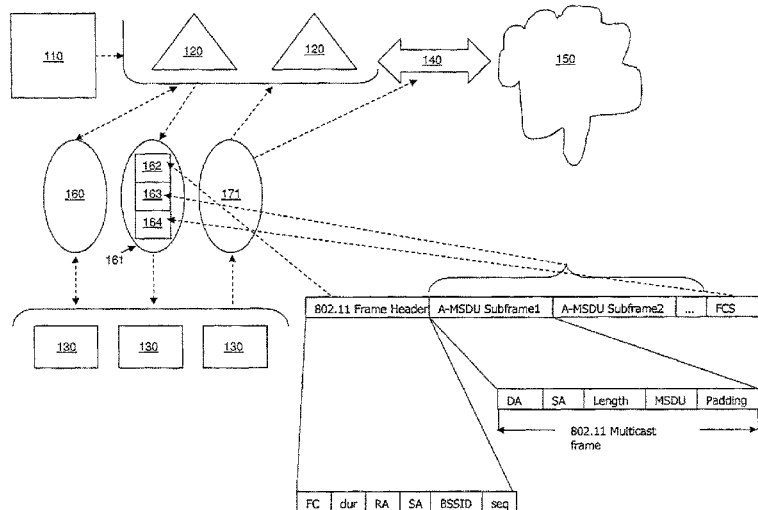 110
120
120
140
150
160
162
163
164
171
161
130
130
130
802.11 Frame Header A-MSDU Subframe1 A-MSDU Subframe2 ... FCS
DA SA Length MSDU Padding
802.11 Multicast
frame
FC dur RA SA BSSID seq